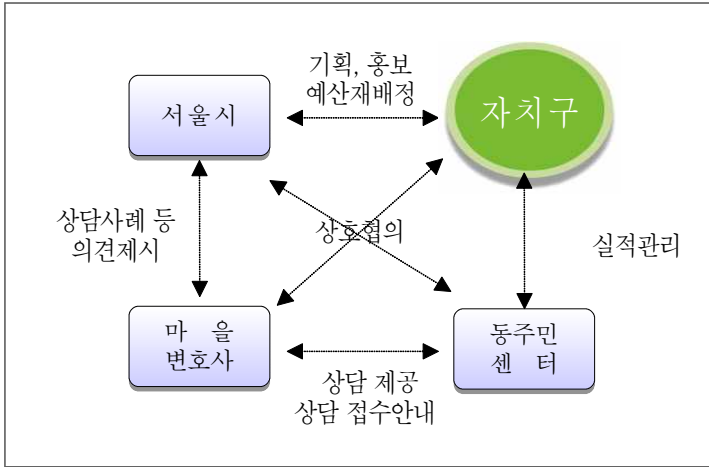 기획, 홍보
예산재배정
서울시
자치구
상담사례 등
의견제시
상호협의
실적관리
마 을
변호사
동주민
센 터
상담 제공
상담 접수안내